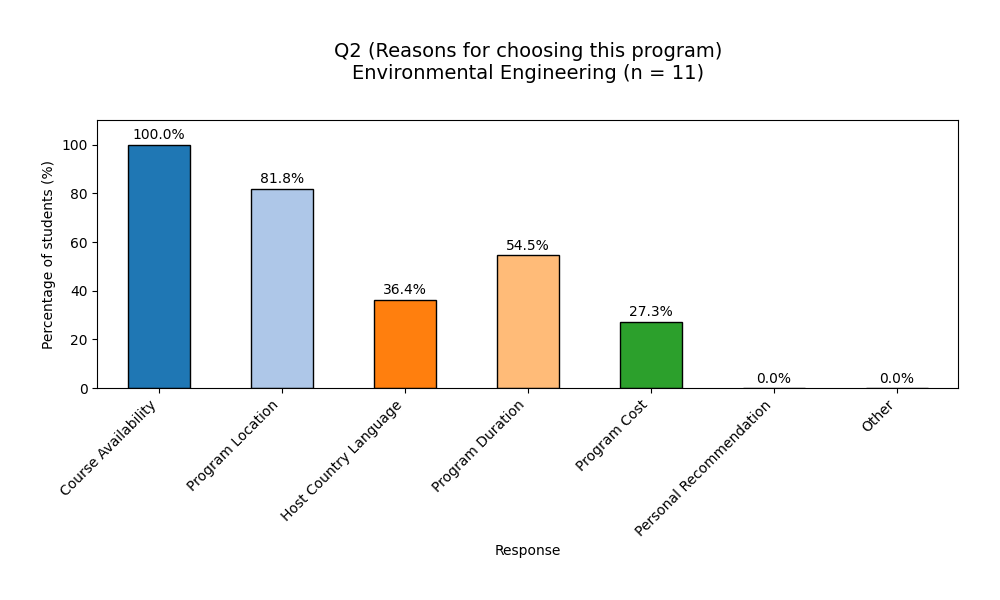 Q2 (Reasons for choosing this program)
Environmental Engineering (n = 11)
Percentage of students (%)
100
80
60
40
20
0
100.0%
81.8%
36.4%
54.5%
27.3%
0.0%
0.0%
Course Availability
Program Location
Host Country Language
Program Duration
Program Cost
Personal Recommendation
Other
Response